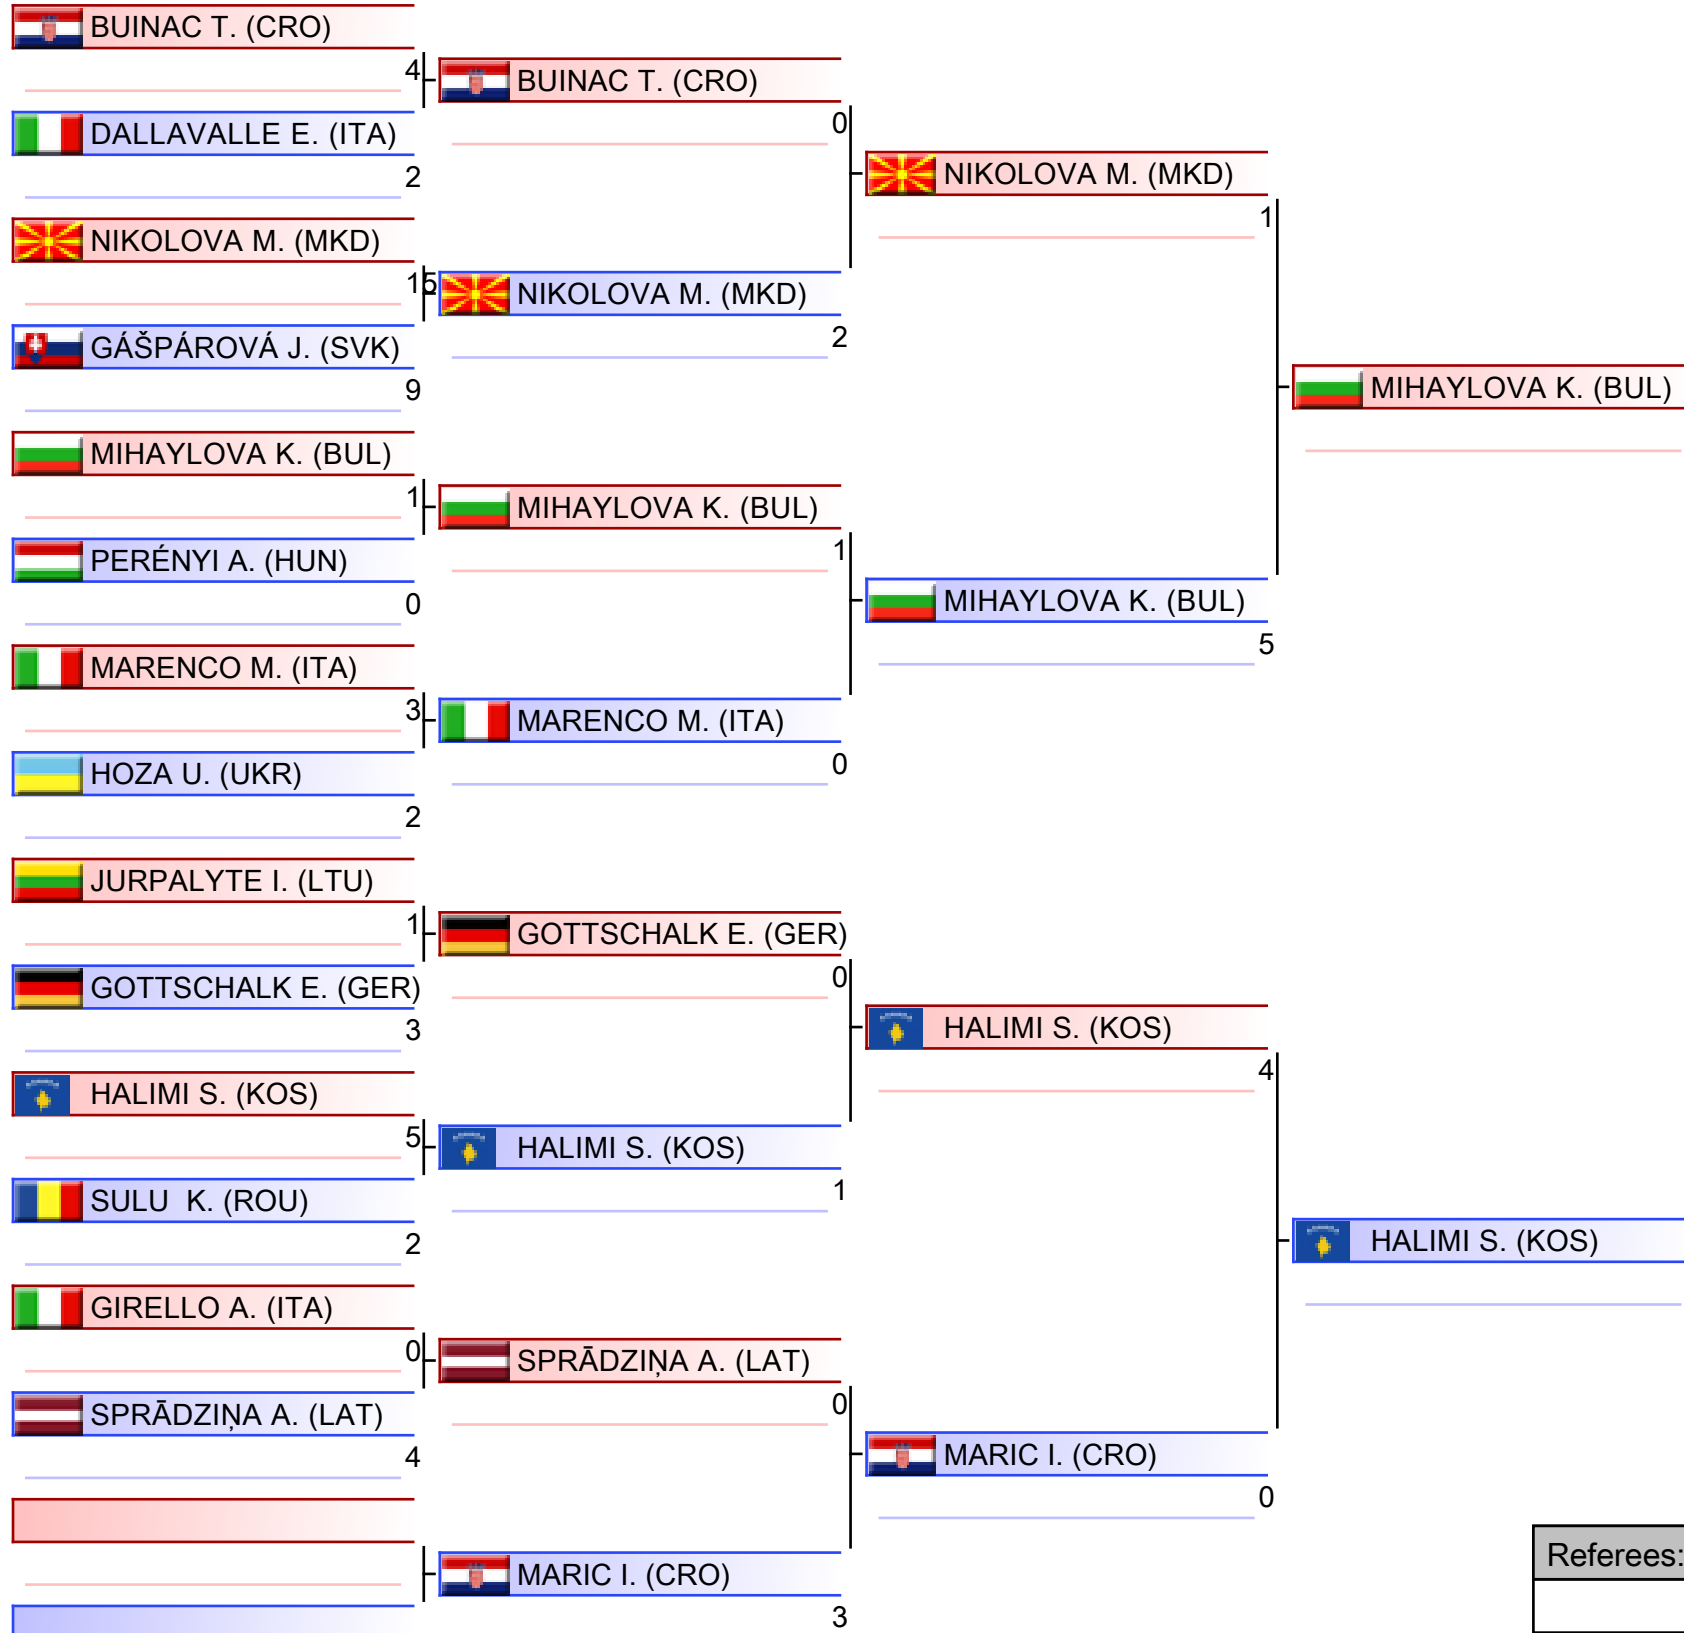 BUINAC T. (CRO)
4
DALLAVALLE E. (ITA)
2
NIKOLOVA M. (MKD)
15
GÁŠPÁROVÁ J. (SVK)
9
MIHAYLOVA K. (BUL)
1
PERÉNYI A. (HUN)
0
MARENCO M. (ITA)
3
HOZA U. (UKR)
2
JURPALYTE I. (LTU)
1
GOTTSCHALK E. (GER)
3
HALIMI S. (KOS)
5
SULU  K. (ROU)
2
GIRELLO A. (ITA)
0
SPRĀDZIŅA A. (LAT)
4
BUINAC T. (CRO)
0
NIKOLOVA M. (MKD)
2
MIHAYLOVA K. (BUL)
1
MARENCO M. (ITA)
0
GOTTSCHALK E. (GER)
0
HALIMI S. (KOS)
1
SPRĀDZIŅA A. (LAT)
0
MARIC I. (CRO)
3
NIKOLOVA M. (MKD)
1
MIHAYLOVA K. (BUL)
5
HALIMI S. (KOS)
4
MARIC I. (CRO)
0
MIHAYLOVA K. (BUL)
HALIMI S. (KOS)
Referees: